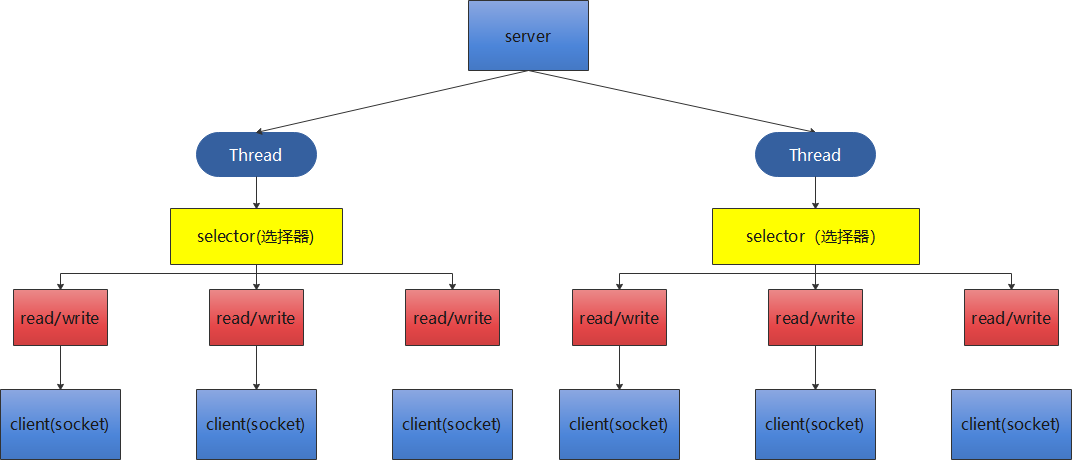 server
Thread
Thread
selector(选择器)
selector（选择器）
read/write
read/write
read/write
read/write
read/write
read/write
client(socket)
client(socket)
client(socket)
client(socket)
client(socket)
client(socket)